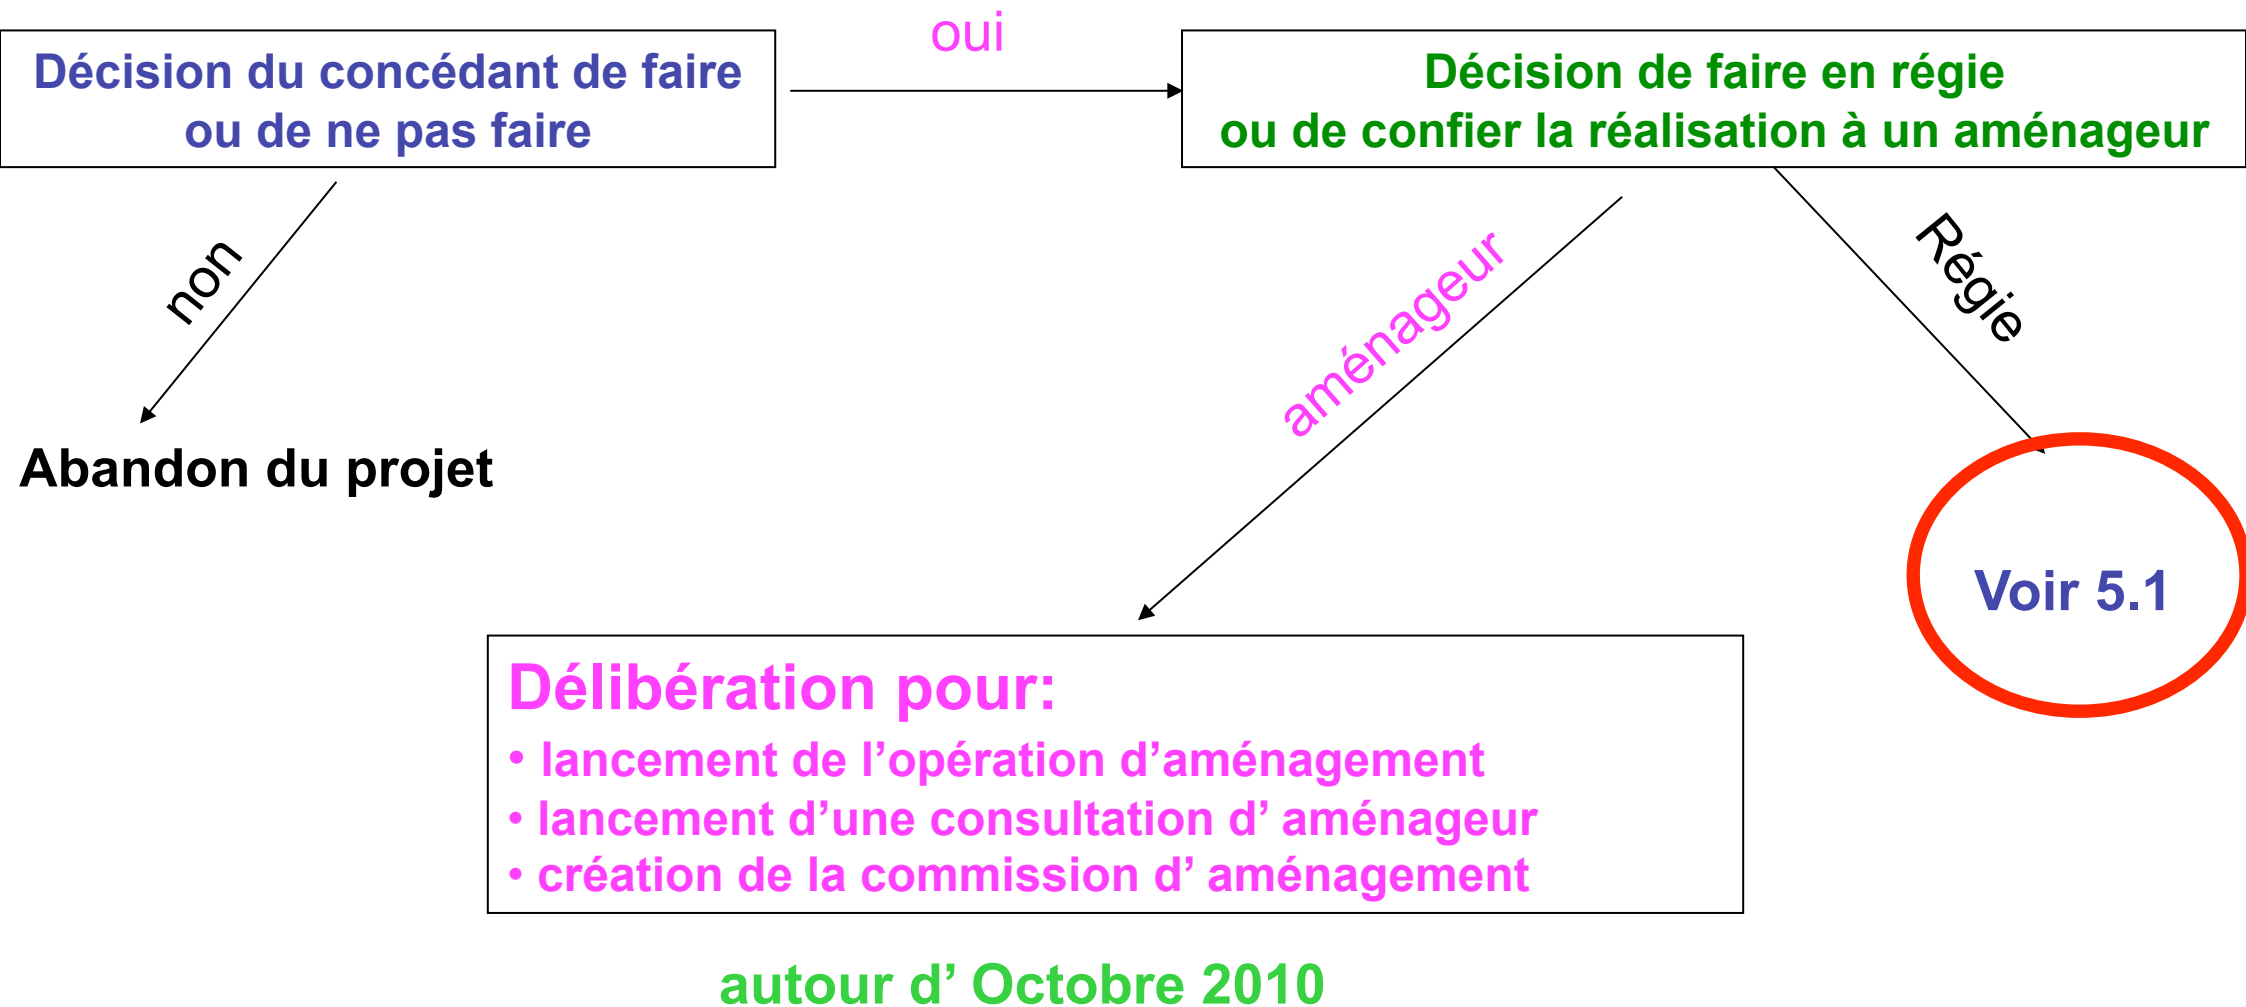 oui
Décision du concédant de faire
ou de ne pas faire
Décision de faire en régie
ou de confier la réalisation à un aménageur
non
aménageur
Régie
Abandon du projet
Voir 5.1
Délibération pour:
• lancement de l’opération d’aménagement
• lancement d’une consultation d’ aménageur
• création de la commission d’ aménagement
autour d’ Octobre 2010